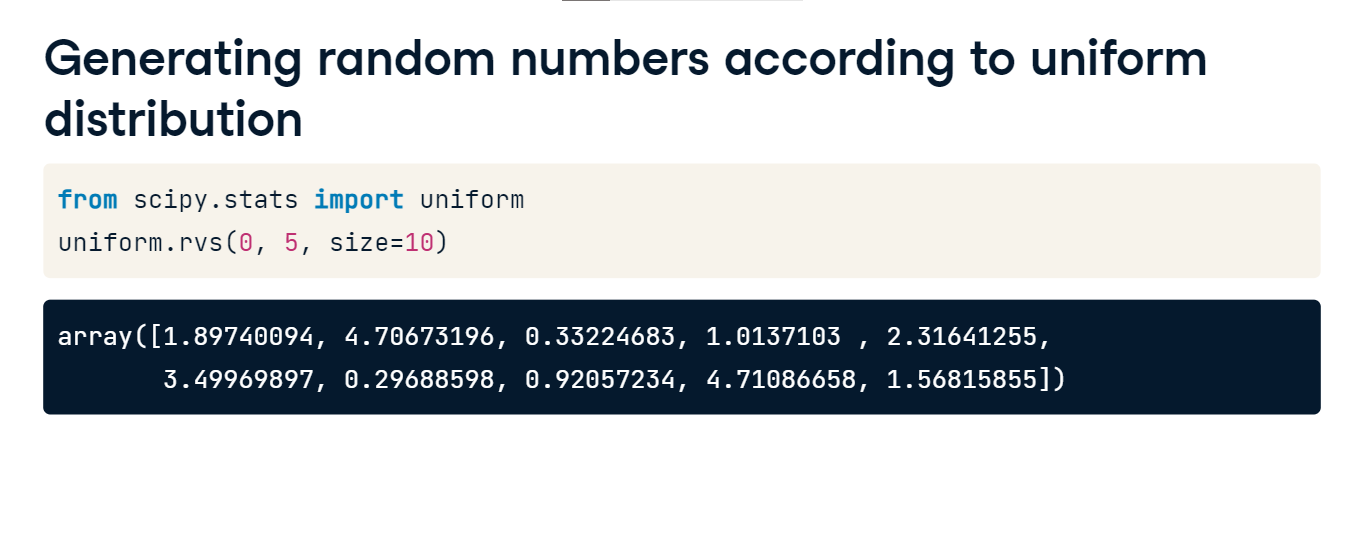 Generating random numbers according to uniform
distribution
from scipy.stats import uniform
uniform.rvs(0, 5, size=10)
array([1.89740094, 4.70673196, 0.33224683, 1.0137103 , 2.31641255,
       3.49969897, 0.29688598, 0.92057234, 4.71086658, 1.56815855])